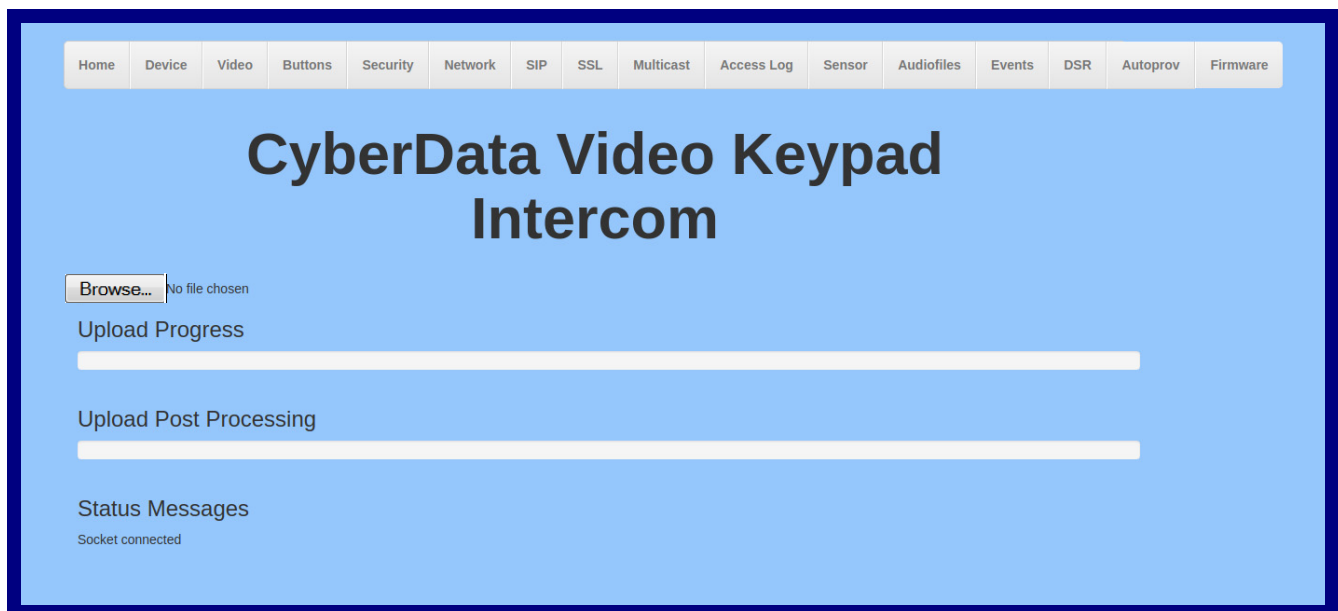 Home Device Video Buttons Security Network SIP SSL Multicast Access Log Sensor Audiofiles Events DSR Autoprov Firmware
CyberData Video Keypad
Intercom
Browse... No file chosen
Upload Progress
Upload Post Processing
Status Messages
Socket connected